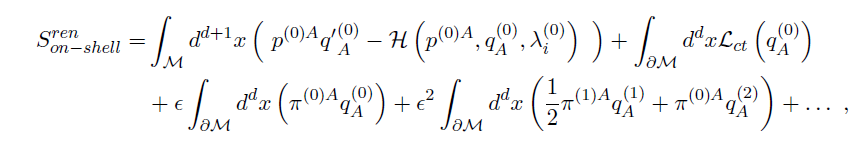 S^{ren}_{on-shell} = \int_{\mathcal{M}} d^{d+1}x \left( p^{(0)A} q'^{(0)}_A - \mathcal{H} \left( p^{(0)A}, q^{(0)}_A, \lambda^{(0)}_i \right) \right) + \int_{\partial\mathcal{M}} d^d x \mathcal{L}_{ct} \left( q^{(0)}_A \right)
+ \epsilon \int_{\partial\mathcal{M}} d^d x \left( \pi^{(0)A} q^{(0)}_A \right) + \epsilon^2 \int_{\partial\mathcal{M}} d^d x \left( \frac{1}{2} \pi^{(1)A} q^{(1)}_A + \pi^{(0)A} q^{(2)}_A \right) + \ldots \, ,